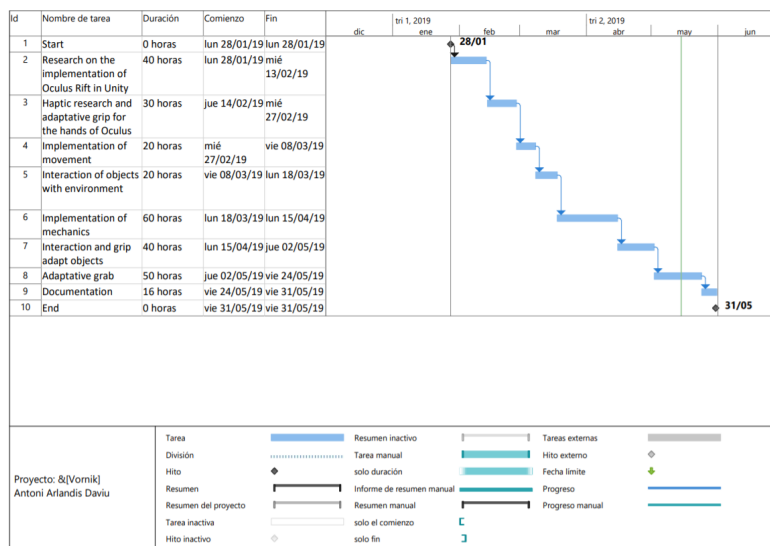 Id Nombre de tarea Duración Comienzo Fin
tri 1, 2019 tri 2, 2019
dic ene feb mar abr may jun
1 Start 0 horas lun 28/01/19 lun 28/01/19 28/01
2 Research on the 40 horas lun 28/01/19 mié
implementation of 13/02/19
Oculus Rift in Unity
3 Haptic research and 30 horas jue 14/02/19 mié
adaptative grip for 27/02/19
the hands of Oculus
4 Implementation of 20 horas mié vie 08/03/19
movement 27/02/19
5 Interaction of objects 20 horas vie 08/03/19 lun 18/03/19
with environment
6 Implementation of 60 horas lun 18/03/19 lun 15/04/19
mechanics
7 Interaction and grip 40 horas lun 15/04/19 jue 02/05/19
adapt objects
8 Adaptative grab 50 horas jue 02/05/19 vie 24/05/19
9 Documentation 16 horas vie 24/05/19 vie 31/05/19
10 End 0 horas vie 31/05/19 vie 31/05/19 31/05
Proyecto: &[Vornik]
Antoni Arlandis Daviu
Tarea Resumen inactivo Tareas externas
División Tarea manual Hito externo
Hito solo duración Fecha límite
Resumen Informe de resumen manual Progreso
Resumen del proyecto Resumen manual Progreso manual
Tarea inactiva solo el comienzo
Hito inactivo solo fin